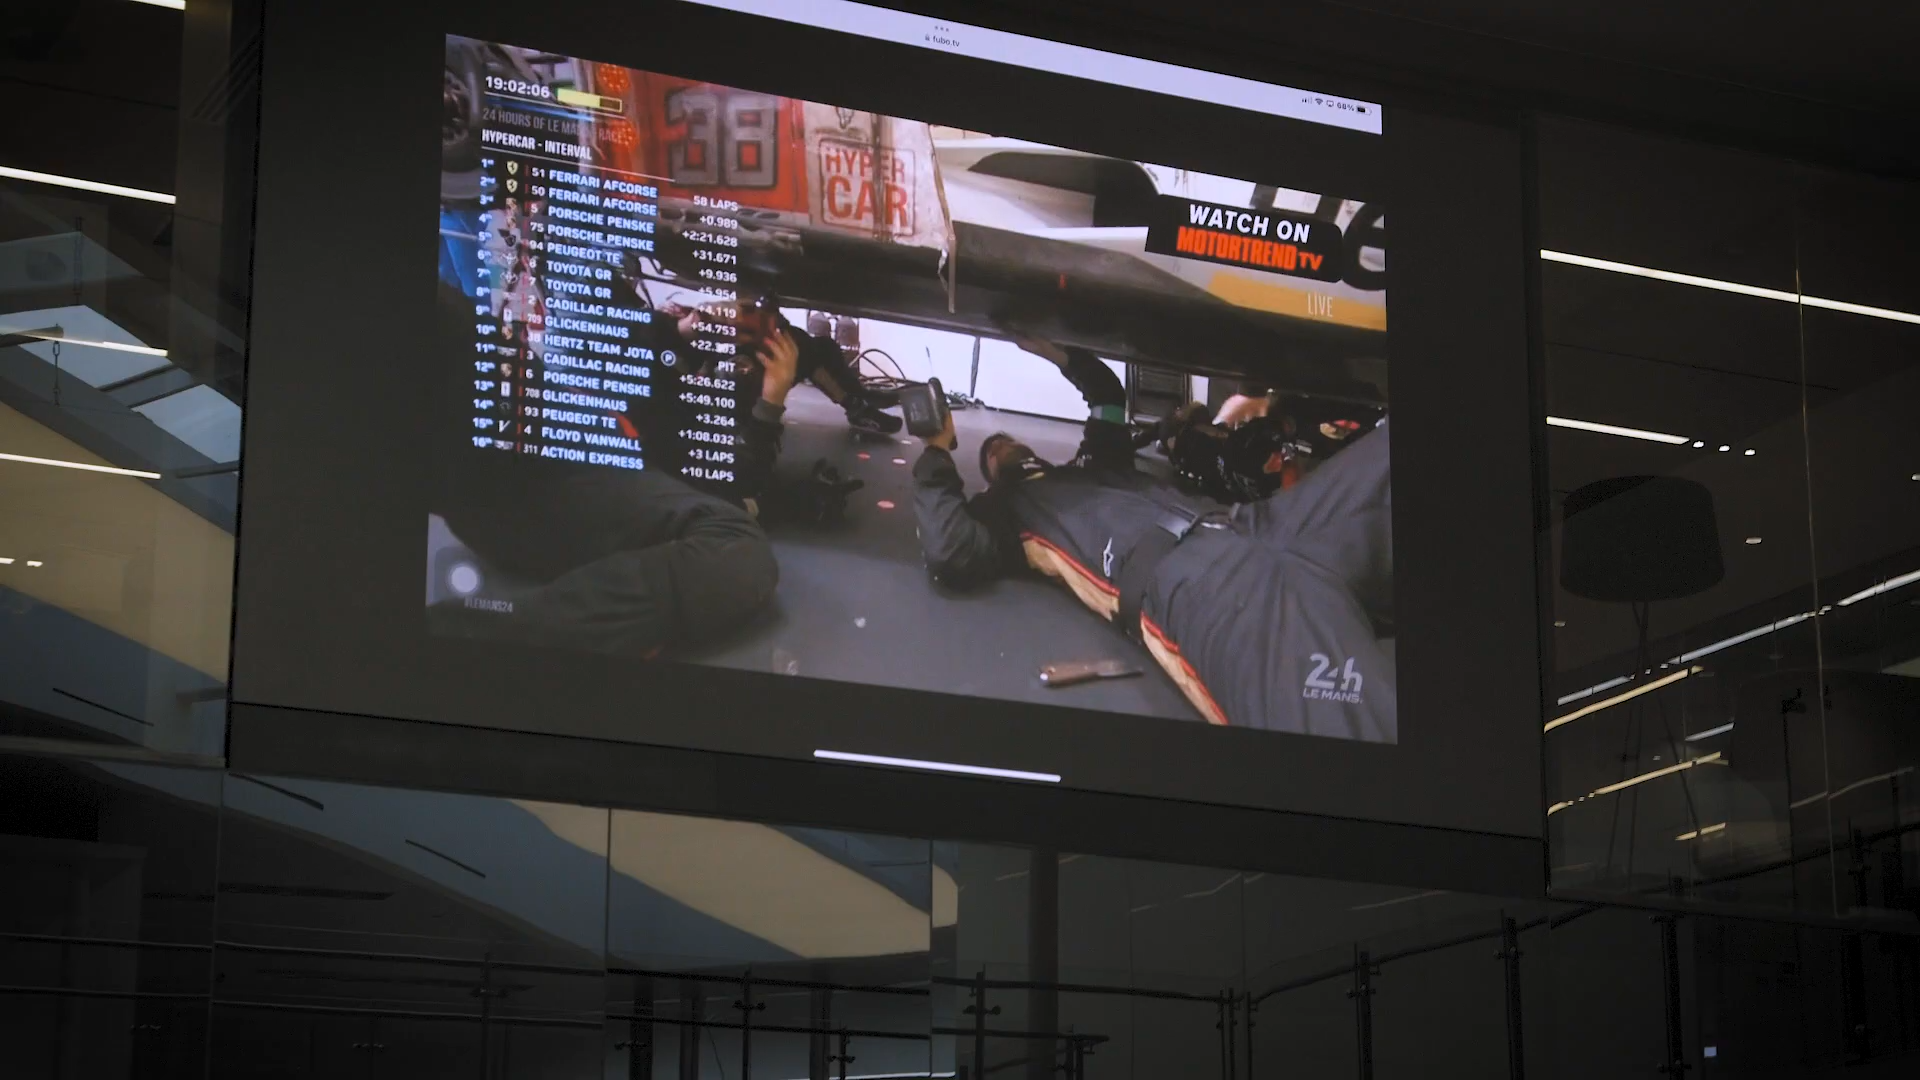 fubo.tv
68%
19:02:06
24 HOURS OF LE MANS - RACE
HYPERCAR - INTERVAL
1st 51 FERRARI AFCORSE 58 LAPS
2nd 50 FERRARI AFCORSE +0.989
3rd 5 PORSCHE PENSKE +2:21.628
4th 75 PORSCHE PENSKE +31.671
5th 94 PEUGEOT TE +9.936
6th 8 TOYOTA GR +5.954
7th 7 TOYOTA GR +4.119
8th 2 CADILLAC RACING +54.753
9th 709 GLICKENHAUS +22.303
10th 38 HERTZ TEAM JOTA P PIT
11th 3 CADILLAC RACING +5:26.622
12th 6 PORSCHE PENSKE +5:49.100
13th 708 GLICKENHAUS +3.264
14th 93 PEUGEOT TE +1:08.032
15th 4 FLOYD VANWALL +3 LAPS
16th 311 ACTION EXPRESS +10 LAPS
38
HYPER
CAR
WATCH ON
MOTORTREND TV
LIVE
#LEMANS24
24h
LE MANS